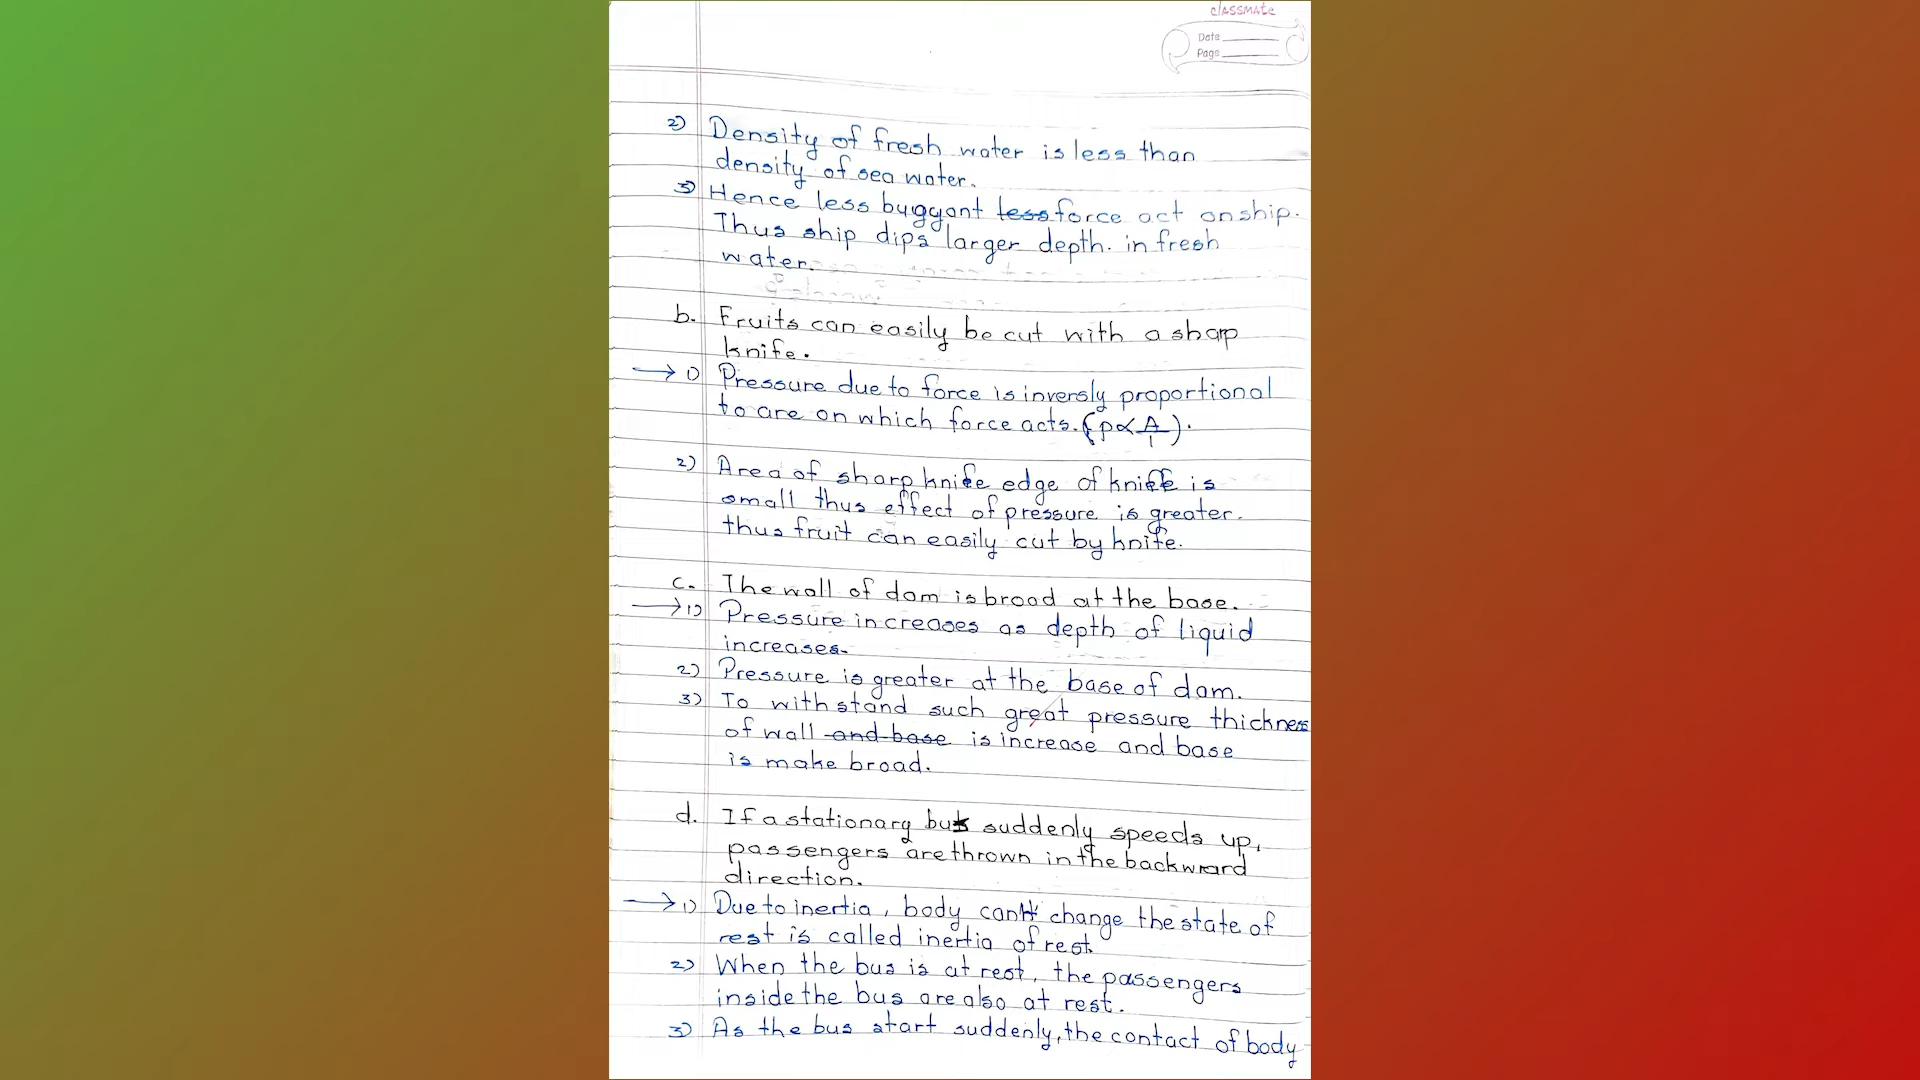 classmate
Date
Page
2) Density of fresh water is less than
density of sea water.
3) Hence less buyyant less force act on ship.
Thus ship dips larger depth. in fresh
water.
b. Fruits can easily be cut with a sharp
knife.
→ 1) Pressure due to force is inversly proportional
to are on which force acts. (p∝ A/1).
2) Area of sharp knife edge of knife is
small thus effect of pressure is greater.
thus fruit can easily cut by knife.
c. The wall of dam is broad at the base.
→ 1) Pressure increases as depth of liquid
increases.
2) Pressure is greater at the base of dam.
3) To withstand such great pressure thickness
of wall and base is increase and base
is make broad.
d. If a stationary bus suddenly speeds up,
passengers are thrown in the backward
direction.
→ 1) Due to inertia, body can't change the state of
rest is called inertia of rest.
2) When the bus is at rest, the passengers
inside the bus are also at rest.
3) As the bus start suddenly, the contact of body